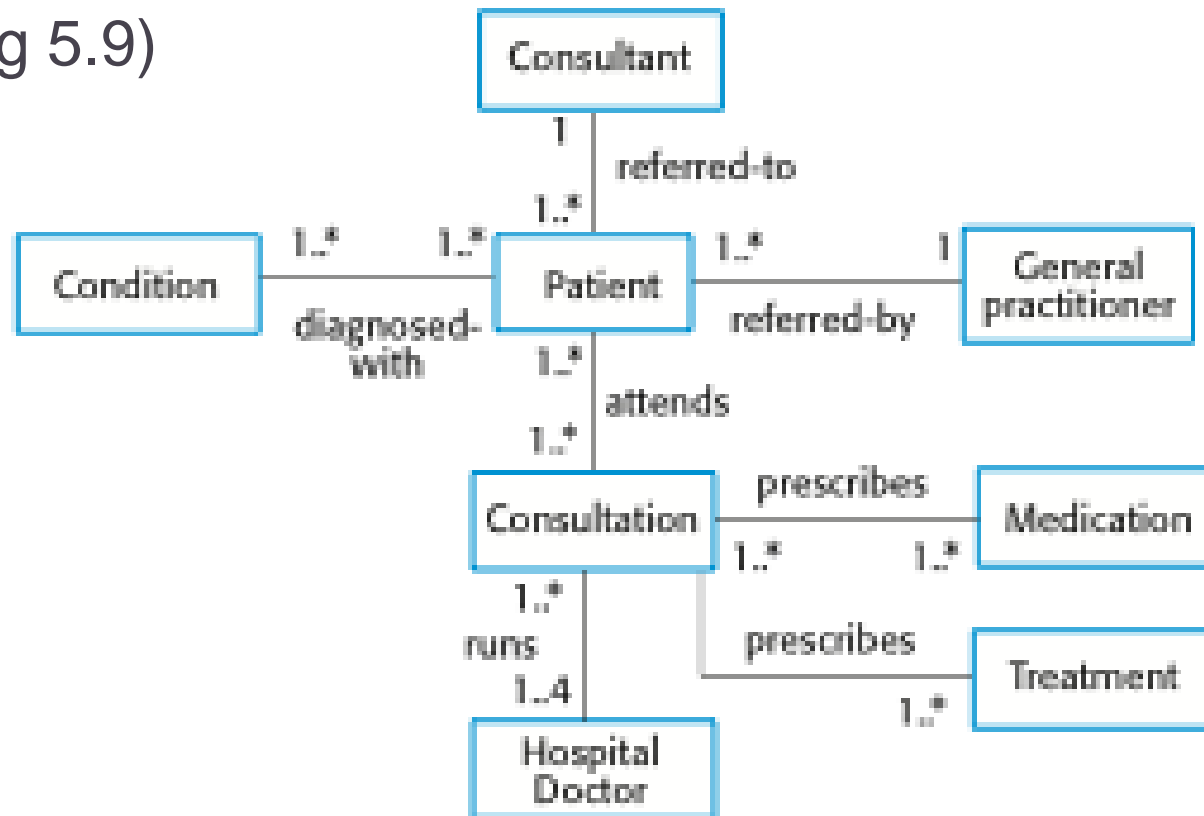 g 5.9)
Consultant
1
referred-to
1..*
1..*
1..*
1..*
1
Condition
Patient
General
practitioner
diagnosed-
with
referred-by
1..*
attends
1..*
prescribes
Consultation
Medication
1..*
1..*
1..*
runs
prescribes
1..4
Treatment
1..*
Hospital
Doctor